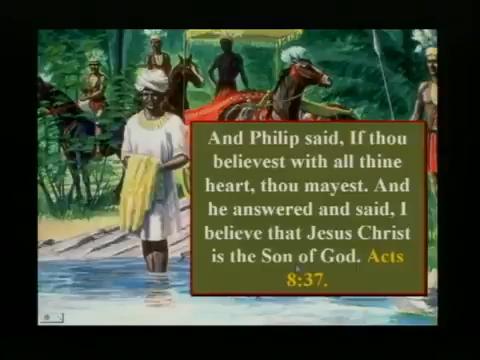 And Philip said, If thou
believest with all thine
heart, thou mayest. And
he answered and said, I
believe that Jesus Christ
is the Son of God. Acts
8:37.